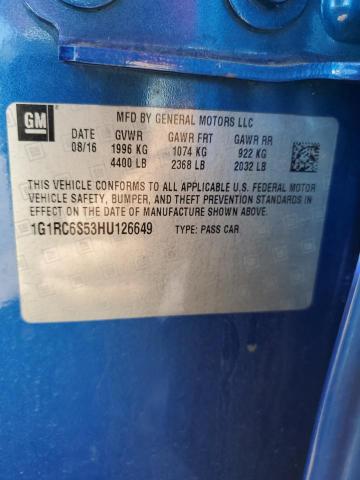 GM
MFD BY GENERAL MOTORS LLC
DATE GVWR GAWR FRT GAWR RR
08/16 1996 KG 1074 KG 922 KG
4400 LB 2368 LB 2032 LB
THIS VEHICLE CONFORMS TO ALL APPLICABLE U.S. FEDERAL MOTOR
VEHICLE SAFETY, BUMPER, AND THEFT PREVENTION STANDARDS IN
EFFECT ON THE DATE OF MANUFACTURE SHOWN ABOVE.
1G1RC6S53HU126649 TYPE: PASS CAR